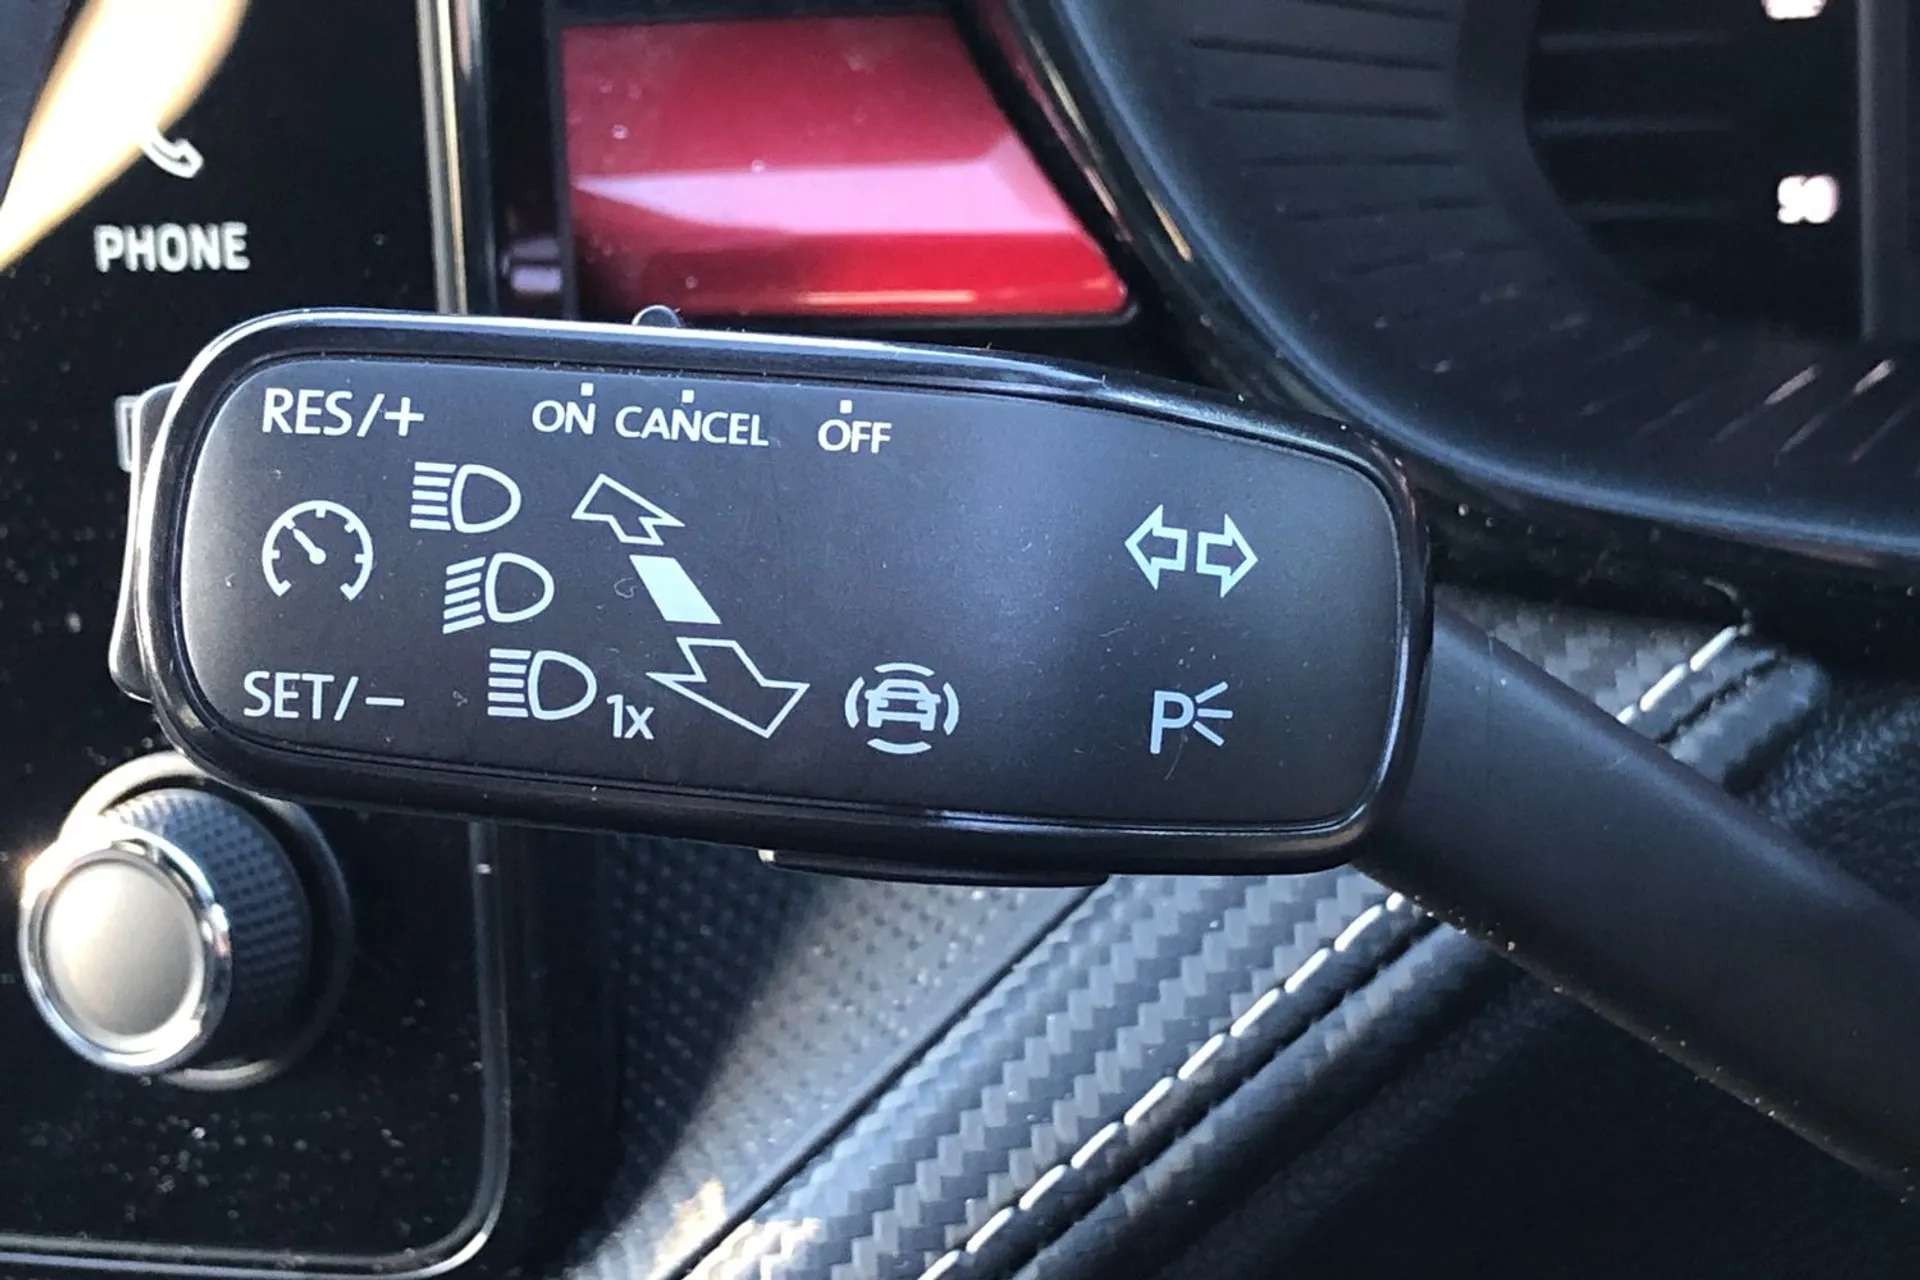 PHONE
RES/+
ON CANCEL OFF
SET/−
1x
P